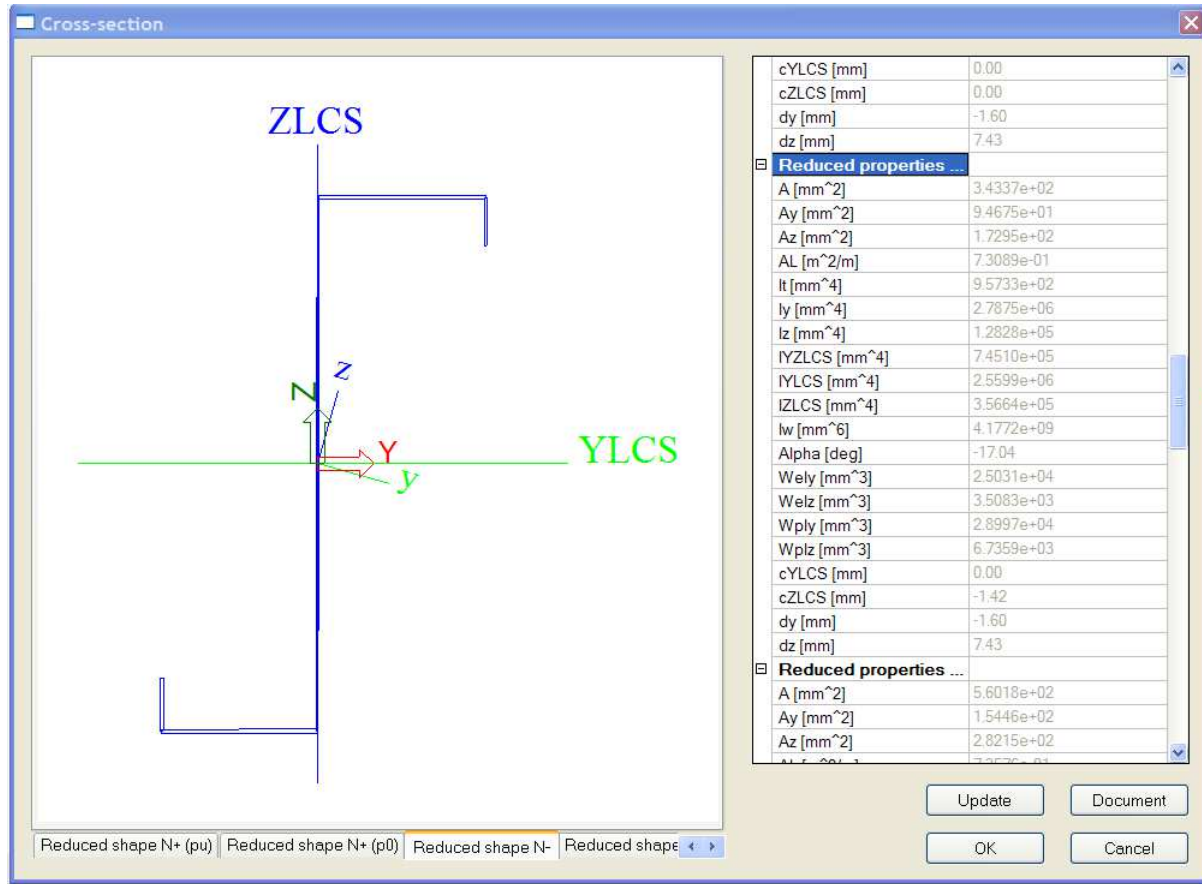 Cross-section
ZLCS
z
N
Y
YLCS
y
cYLCS [mm] 0.00
cZLCS [mm] 0.00
dy [mm] -1.60
dz [mm] 7.43
Reduced properties ...
A [mm^2] 3.4337e+02
Ay [mm^2] 9.4675e+01
Az [mm^2] 1.7295e+02
AL [m^2/m] 7.3089e-01
It [mm^4] 9.5733e+02
Iy [mm^4] 2.7875e+06
Iz [mm^4] 1.2828e+05
IYZLCS [mm^4] 7.4510e+05
IYLCS [mm^4] 2.5599e+06
IZLCS [mm^4] 3.5664e+05
Iw [mm^6] 4.1772e+09
Alpha [deg] -17.04
Wely [mm^3] 2.5031e+04
Welz [mm^3] 3.5083e+03
Wply [mm^3] 2.8997e+04
Wplz [mm^3] 6.7359e+03
cYLCS [mm] 0.00
cZLCS [mm] -1.42
dy [mm] -1.60
dz [mm] 7.43
Reduced properties ...
A [mm^2] 5.6018e+02
Ay [mm^2] 1.5446e+02
Az [mm^2] 2.8215e+02
Reduced shape N+ (pu) Reduced shape N+ (p0) Reduced shape N- Reduced shape
Update Document
OK Cancel